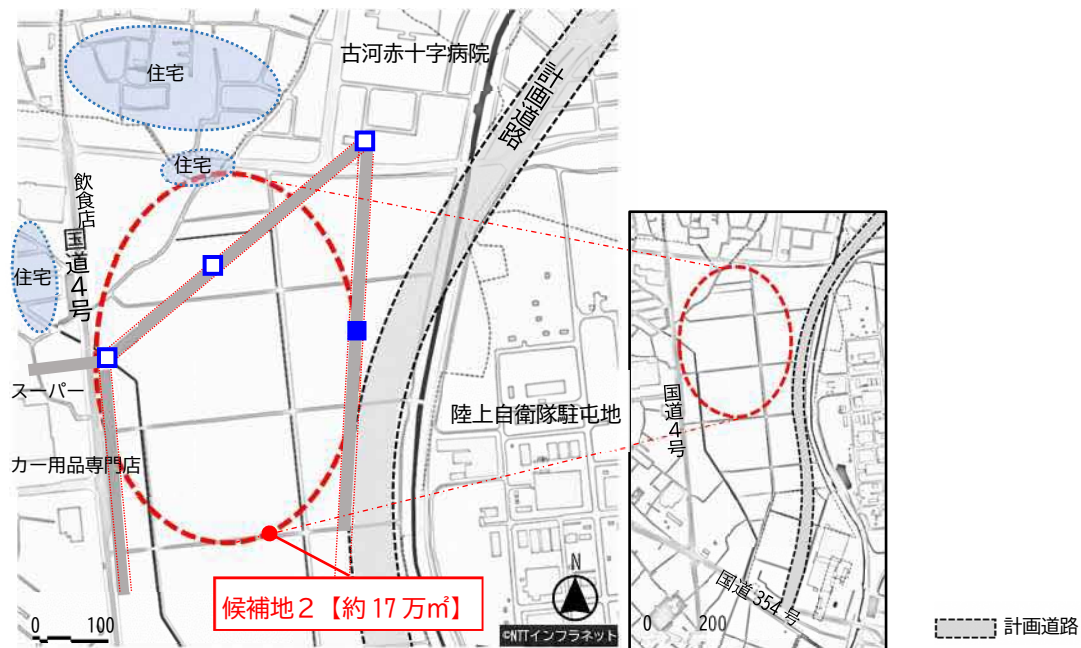 古河赤十字病院
住宅
計画道路
住宅
飲食店
国道4号
住宅
スーパー
陸上自衛隊駐屯地
カー用品専門店
候補地2【約17万㎡】
N
0 100
©NTTインフラネット
国道4号
国道354号
0 200
計画道路